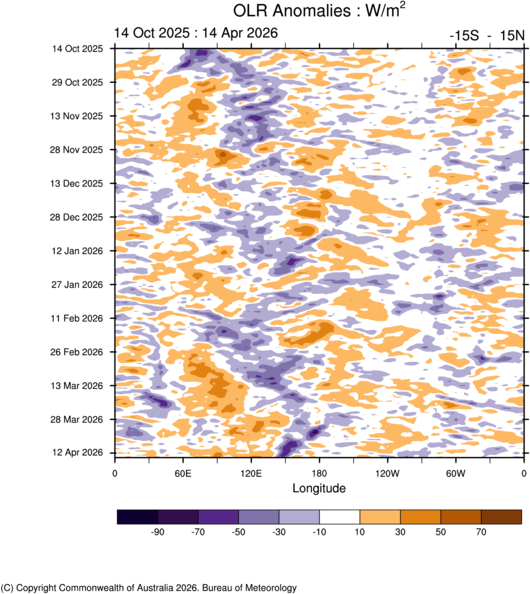 OLR Anomalies : W/m2
14 Oct 2025 : 14 Apr 2026
-15S - 15N
14 Oct 2025
29 Oct 2025
13 Nov 2025
28 Nov 2025
13 Dec 2025
28 Dec 2025
12 Jan 2026
27 Jan 2026
11 Feb 2026
26 Feb 2026
13 Mar 2026
28 Mar 2026
12 Apr 2026
0 60E 120E 180 120W 60W 0
Longitude
-90 -70 -50 -30 -10 10 30 50 70
(C) Copyright Commonwealth of Australia 2026. Bureau of Meteorology